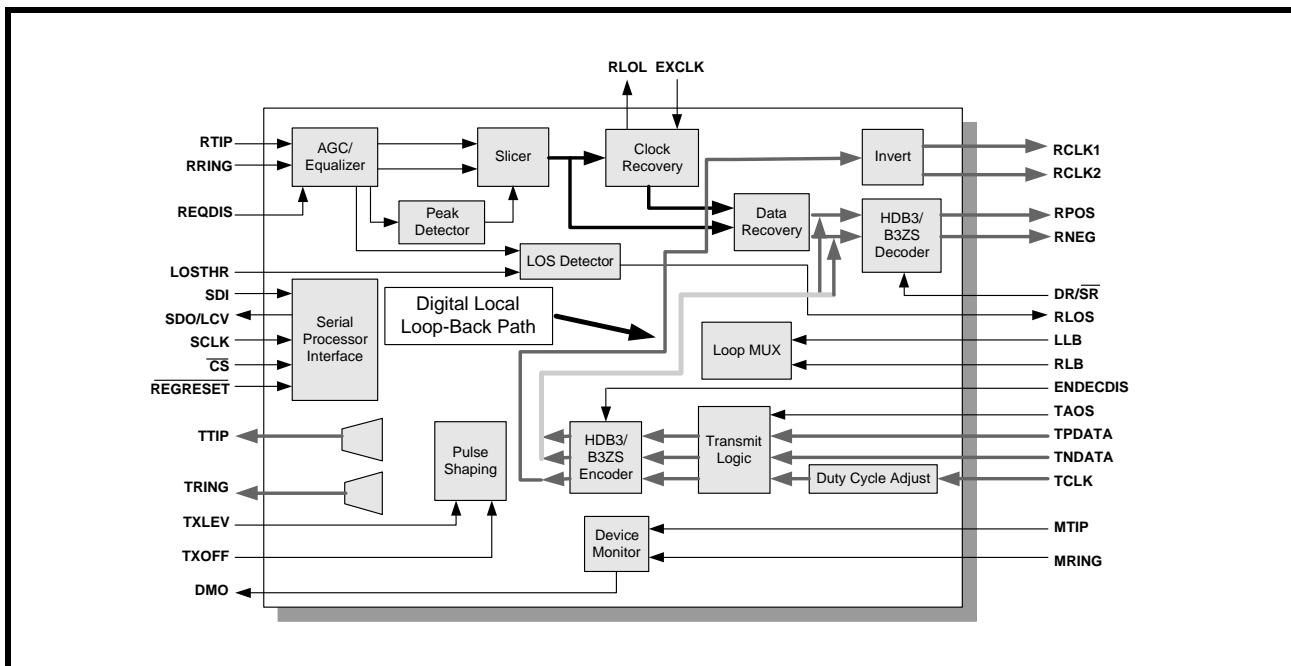 RLOL EXCLK
RTIP
RRING
REQDIS
LOSTHR
SDI
SDO/LCV
SCLK
CS
REGRESET
TTIP
TRING
TXLEV
TXOFF
DMO
AGC/
Equalizer
Slicer
Clock
Recovery
Invert
Peak
Detector
Data
Recovery
HDB3/
B3ZS
Decoder
LOS Detector
Serial
Processor
Interface
Digital Local
Loop-Back Path
Loop MUX
Pulse
Shaping
HDB3/
B3ZS
Encoder
Transmit
Logic
Duty Cycle Adjust
Device
Monitor
RCLK1
RCLK2
RPOS
RNEG
DR/SR
RLOS
LLB
RLB
ENDECDIS
TAOS
TPDATA
TNDATA
TCLK
MTIP
MRING